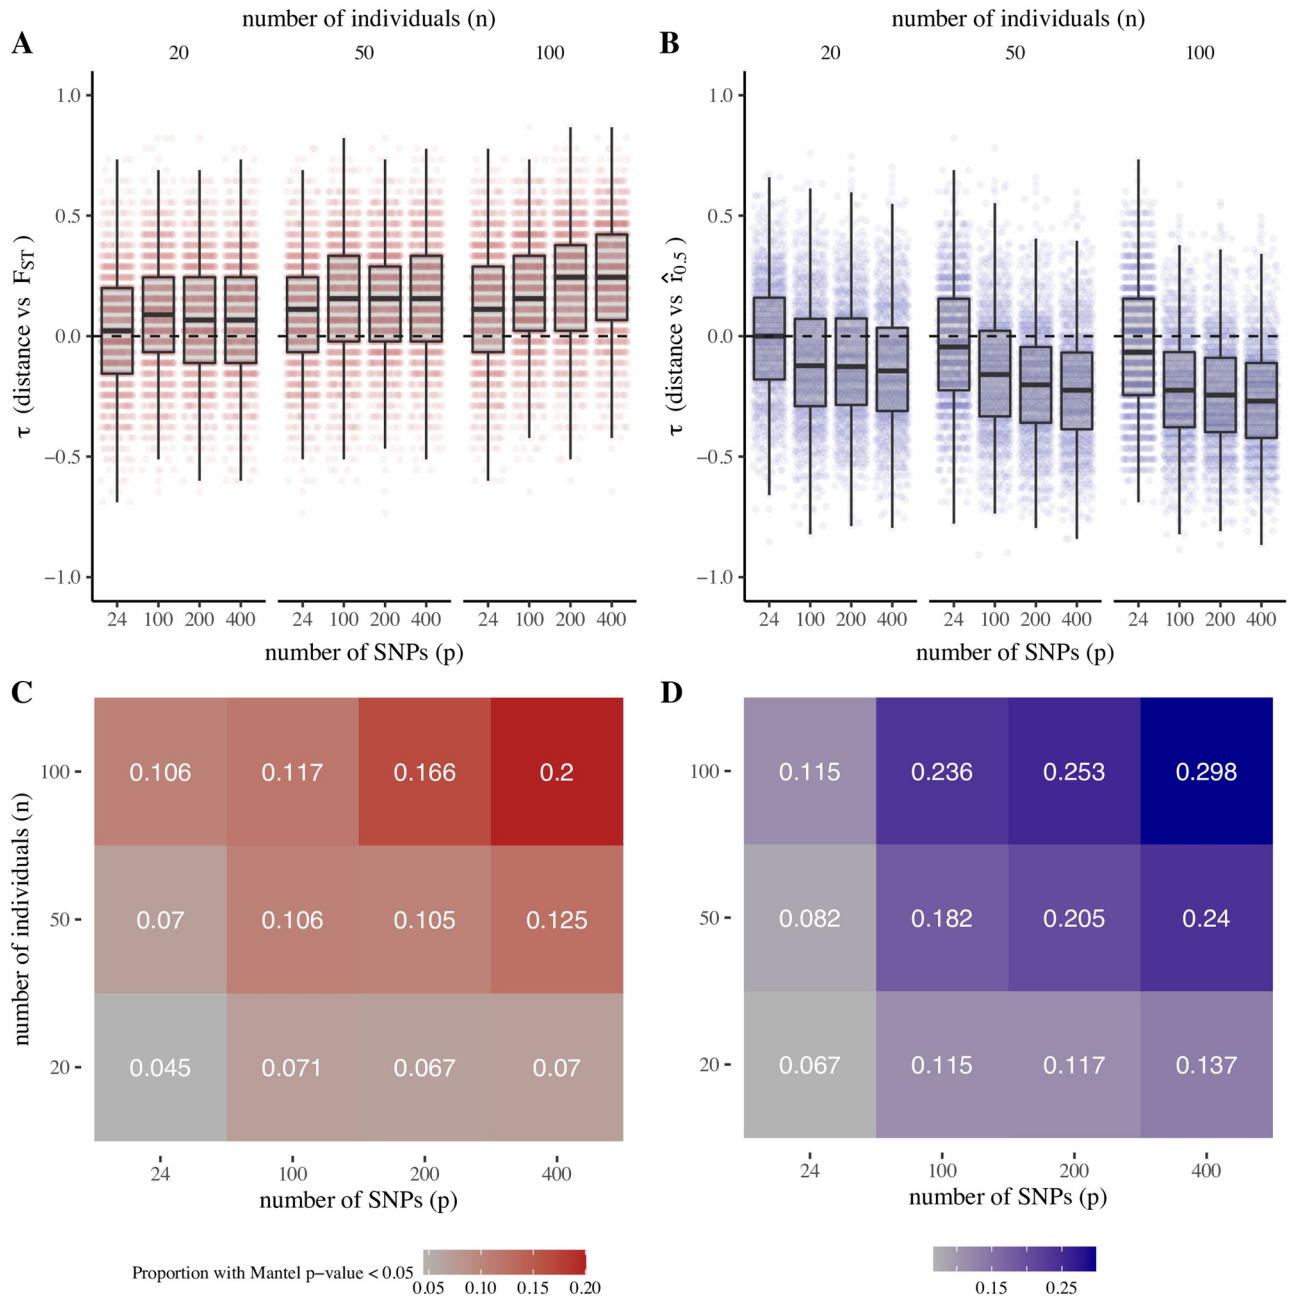 A
number of individuals (n)
20 50 100
τ (distance vs F_ST )
1.0
0.5
0.0
−0.5
−1.0
24 100 200 400 24 100 200 400 24 100 200 400
number of SNPs (p)
B
number of individuals (n)
20 50 100
τ (distance vs r̂_0.5 )
1.0
0.5
0.0
−0.5
−1.0
24 100 200 400 24 100 200 400 24 100 200 400
number of SNPs (p)
C
number of individuals (n)
100 0.106 0.117 0.166 0.2
50 0.07 0.106 0.105 0.125
20 0.045 0.071 0.067 0.07
24 100 200 400
number of SNPs (p)
D
100 0.115 0.236 0.253 0.298
50 0.082 0.182 0.205 0.24
20 0.067 0.115 0.117 0.137
24 100 200 400
number of SNPs (p)
Proportion with Mantel p−value < 0.05
0.05 0.10 0.15 0.20
0.15 0.25